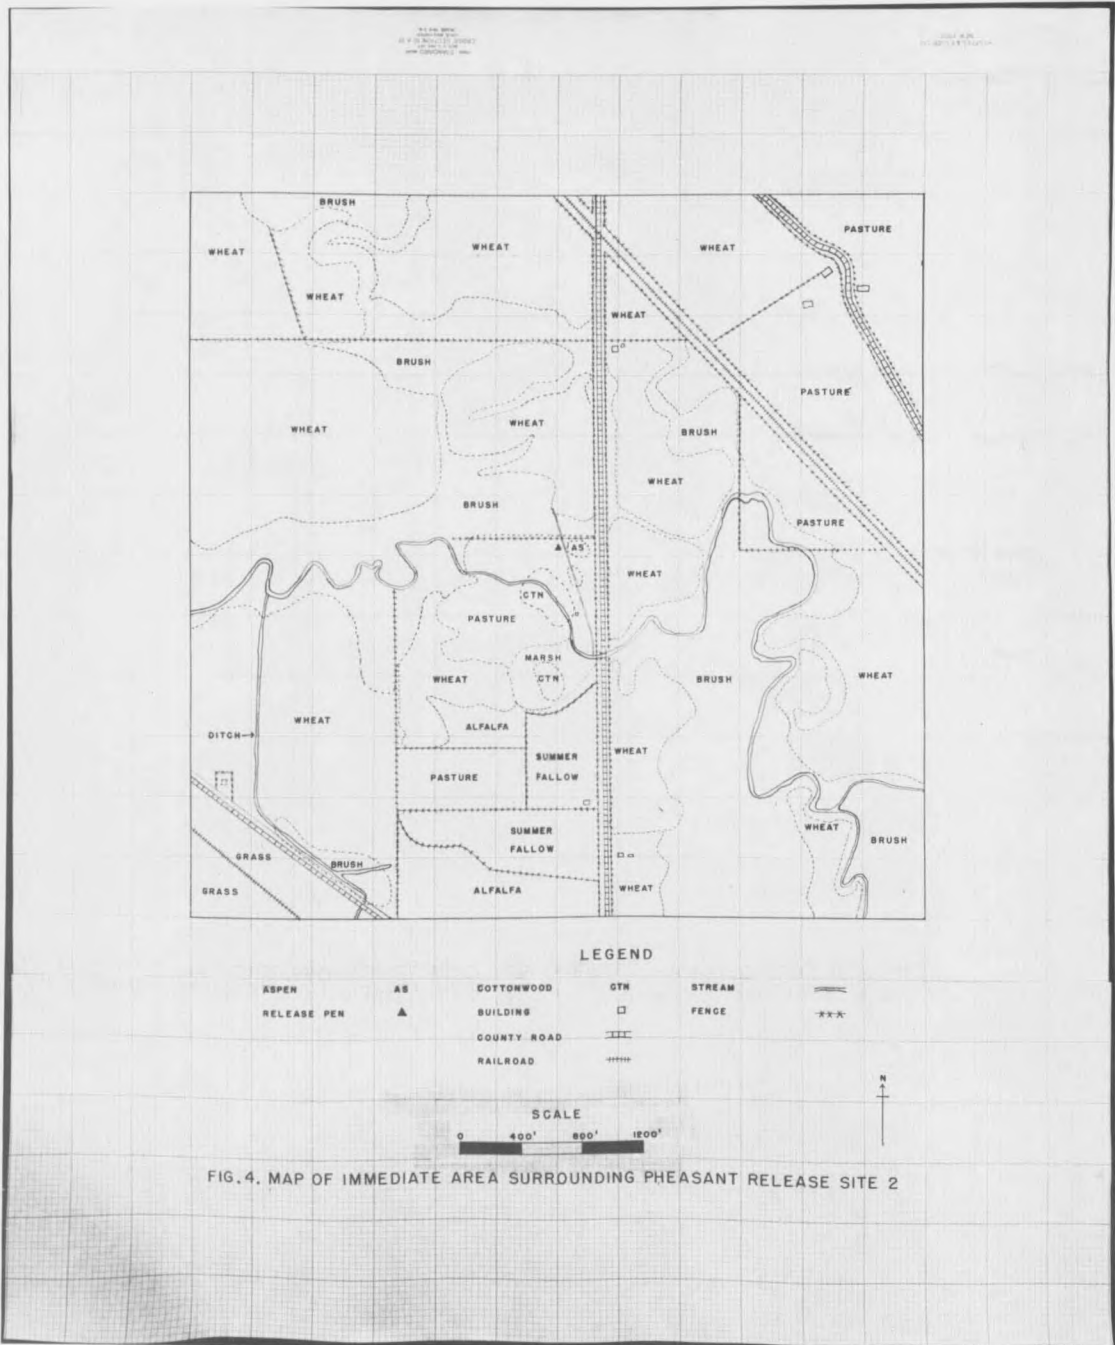 BRUSH
PASTURE
WHEAT
WHEAT
WHEAT
WHEAT
WHEAT
BRUSH
PASTURE
WHEAT
WHEAT
BRUSH
WHEAT
BRUSH
PASTURE
AS
WHEAT
CTN
PASTURE
MARSH
WHEAT
CTN
BRUSH
WHEAT
WHEAT
ALFALFA
DITCH
WHEAT
SUMMER
FALLOW
PASTURE
WHEAT
BRUSH
SUMMER
FALLOW
GRASS
BRUSH
GRASS
ALFALFA
WHEAT
LEGEND
ASPEN AS COTTONWOOD CTN STREAM
RELEASE PEN BUILDING FENCE
COUNTY ROAD
RAILROAD
N
SCALE
0 400' 800' 1200'
FIG. 4. MAP OF IMMEDIATE AREA SURROUNDING PHEASANT RELEASE SITE 2